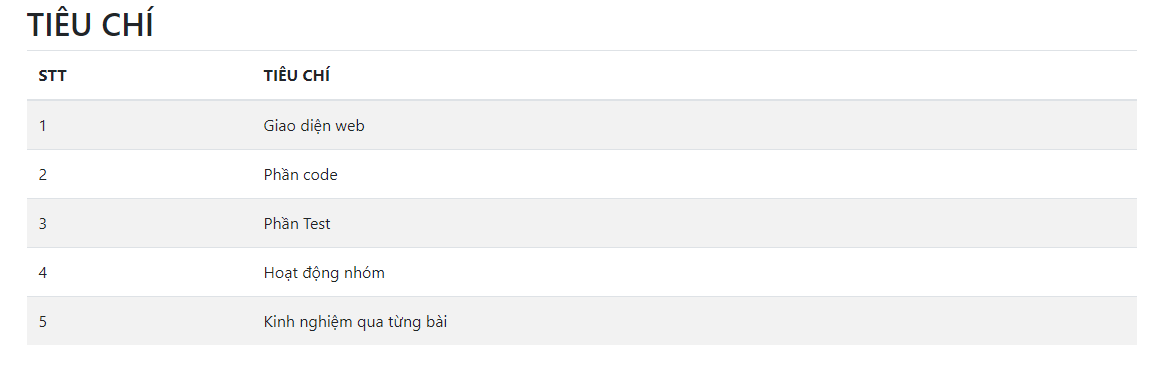 TIÊU CHÍ
STT TIÊU CHÍ
1 Giao diện web
2 Phần code
3 Phần Test
4 Hoạt động nhóm
5 Kinh nghiệm qua từng bài